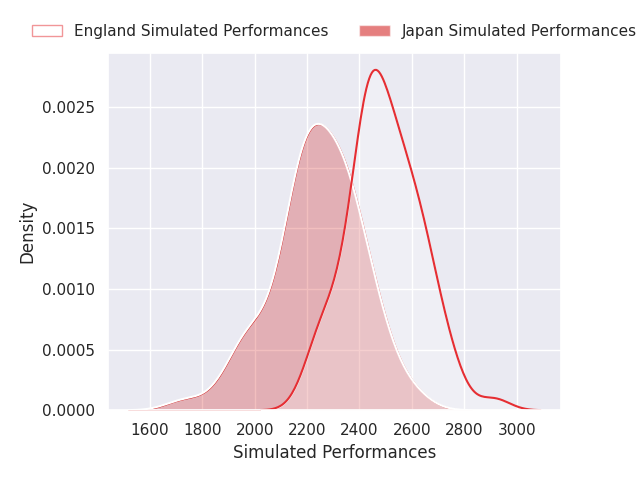 England Simulated Performances Japan Simulated Performances
0.0025
0.0020
0.0015
0.0010
0.0005
0.0000
Density
1600 1800 2000 2200 2400 2600 2800 3000
Simulated Performances